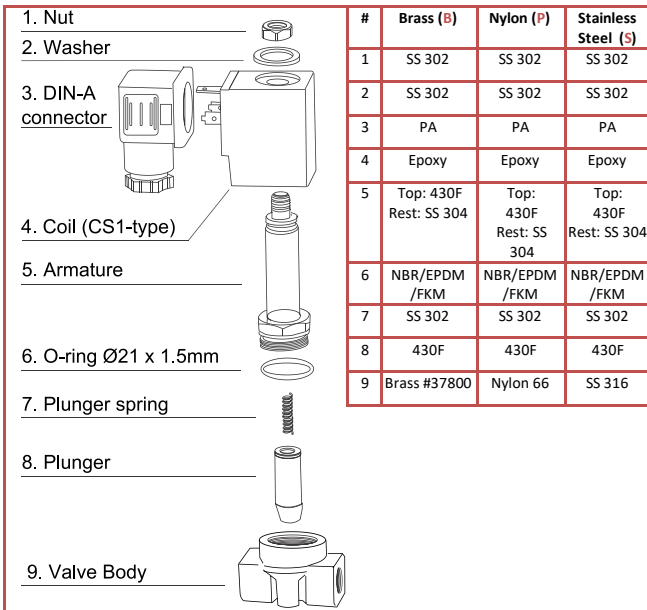 1. Nut
2. Washer
3. DIN-A
connector
4. Coil (CS1-type)
5. Armature
6. O-ring Ø21 x 1.5mm
7. Plunger spring
8. Plunger
9. Valve Body
# Brass (B) Nylon (P) Stainless
Steel (S)
1 SS 302 SS 302 SS 302
2 SS 302 SS 302 SS 302
3 PA PA PA
4 Epoxy Epoxy Epoxy
5 Top: 430F Top: Top:
Rest: SS 304 430F 430F
Rest: SS Rest: SS 304
304
6 NBR/EPDM NBR/EPDM NBR/EPDM
/FKM /FKM /FKM
7 SS 302 SS 302 SS 302
8 430F 430F 430F
9 Brass #37800 Nylon 66 SS 316